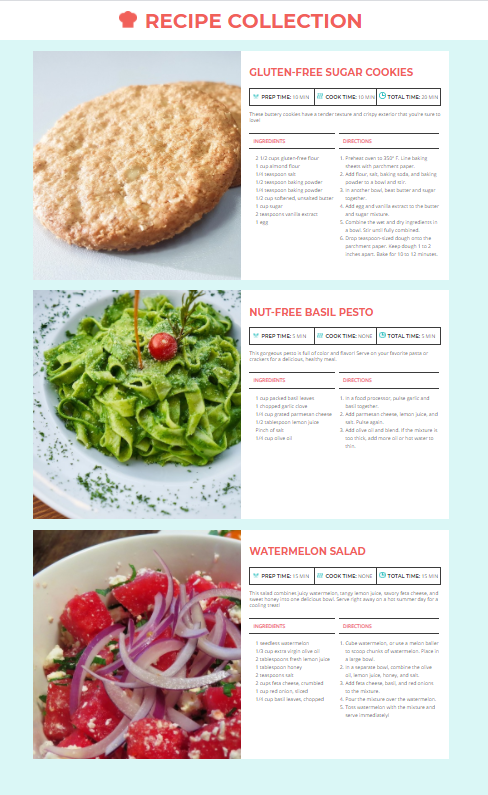 RECIPE COLLECTION
GLUTEN-FREE SUGAR COOKIES
PREP TIME: 10 MIN COOK TIME: 10 MIN TOTAL TIME: 20 MIN
These buttery cookies have a tender texture and crispy exterior that you're sure to
love!
INGREDIENTS
2 1/2 cups gluten-free flour
1 cup almond flour
1/4 teaspoon salt
1/2 teaspoon baking powder
1/4 teaspoon baking powder
1/2 cup softened, unsalted butter
1 cup sugar
2 teaspoons vanilla extract
1 egg
DIRECTIONS
1. Preheat oven to 350° F. Line baking
sheets with parchment paper.
2. Add flour, salt, baking soda, and baking
powder to a bowl and stir.
3. In another bowl, beat butter and sugar
together.
4. Add egg and vanilla extract to the butter
and sugar mixture.
5. Combine the wet and dry ingredients in
a bowl. Stir until fully combined.
6. Drop teaspoon-sized dough onto the
parchment paper. Keep dough 1 to 2
inches apart. Bake for 10 to 12 minutes.
NUT-FREE BASIL PESTO
PREP TIME: 5 MIN COOK TIME: NONE TOTAL TIME: 5 MIN
This gorgeous pesto is full of color and flavor! Serve on your favorite pasta or
crackers for a delicious, healthy meal.
INGREDIENTS
1 cup packed basil leaves
1 chopped garlic clove
1/4 cup grated parmesan cheese
1/2 tablespoon lemon juice
Pinch of salt
1/4 cup olive oil
DIRECTIONS
1. In a food processor, pulse garlic and
basil together.
2. Add parmesan cheese, lemon juice, and
salt. Pulse again.
3. Add olive oil and blend. If the mixture is
too thick, add more oil or hot water to
thin.
WATERMELON SALAD
PREP TIME: 15 MIN COOK TIME: NONE TOTAL TIME: 15 MIN
This salad combines juicy watermelon, tangy lemon juice, savory feta cheese, and
sweet honey into one delicious bowl. Serve right away on a hot summer day for a
cooling treat!
INGREDIENTS
1 seedless watermelon
1/3 cup extra virgin olive oil
2 tablespoons fresh lemon juice
1 tablespoon honey
2 teaspoons salt
2 cups feta cheese, crumbled
1 cup red onion, sliced
1/4 cup basil leaves, chopped
DIRECTIONS
1. Cube watermelon, or use a melon baller
to scoop chunks of watermelon. Place in
a large bowl.
2. In a separate bowl, combine the olive
oil, lemon juice, honey, and salt.
3. Add feta cheese, basil, and red onions
to the mixture.
4. Pour the mixture over the watermelon.
5. Toss watermelon with the mixture and
serve immediately!